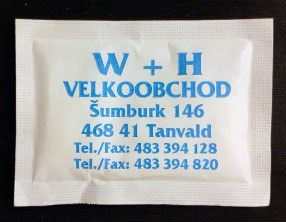 W + H
VELKOOBCHOD
Šumburk 146
468 41 Tanvald
Tel./Fax: 483 394 128
Tel./Fax: 483 394 820